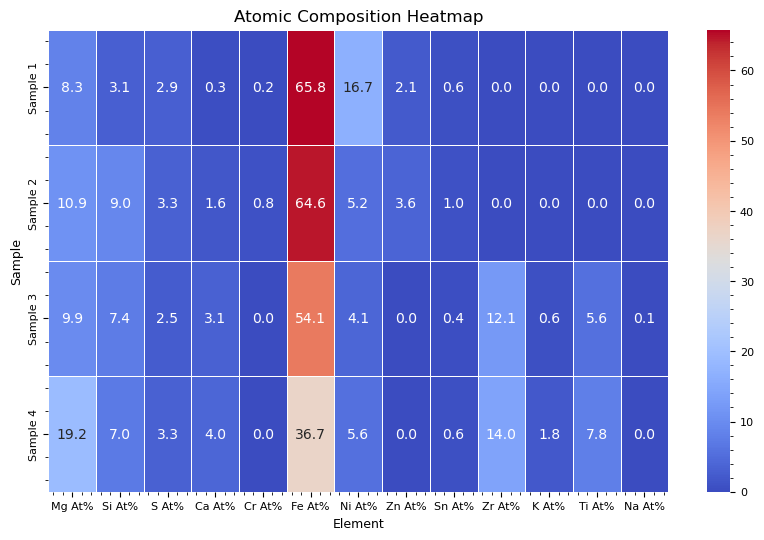 Atomic Composition Heatmap
Sample
Sample 1 8.3 3.1 2.9 0.3 0.2 65.8 16.7 2.1 0.6 0.0 0.0 0.0 0.0
Sample 2 10.9 9.0 3.3 1.6 0.8 64.6 5.2 3.6 1.0 0.0 0.0 0.0 0.0
Sample 3 9.9 7.4 2.5 3.1 0.0 54.1 4.1 0.0 0.4 12.1 0.6 5.6 0.1
Sample 4 19.2 7.0 3.3 4.0 0.0 36.7 5.6 0.0 0.6 14.0 1.8 7.8 0.0
Mg At% Si At% S At% Ca At% Cr At% Fe At% Ni At% Zn At% Sn At% Zr At% K At% Ti At% Na At%
Element
60
50
40
30
20
10
0